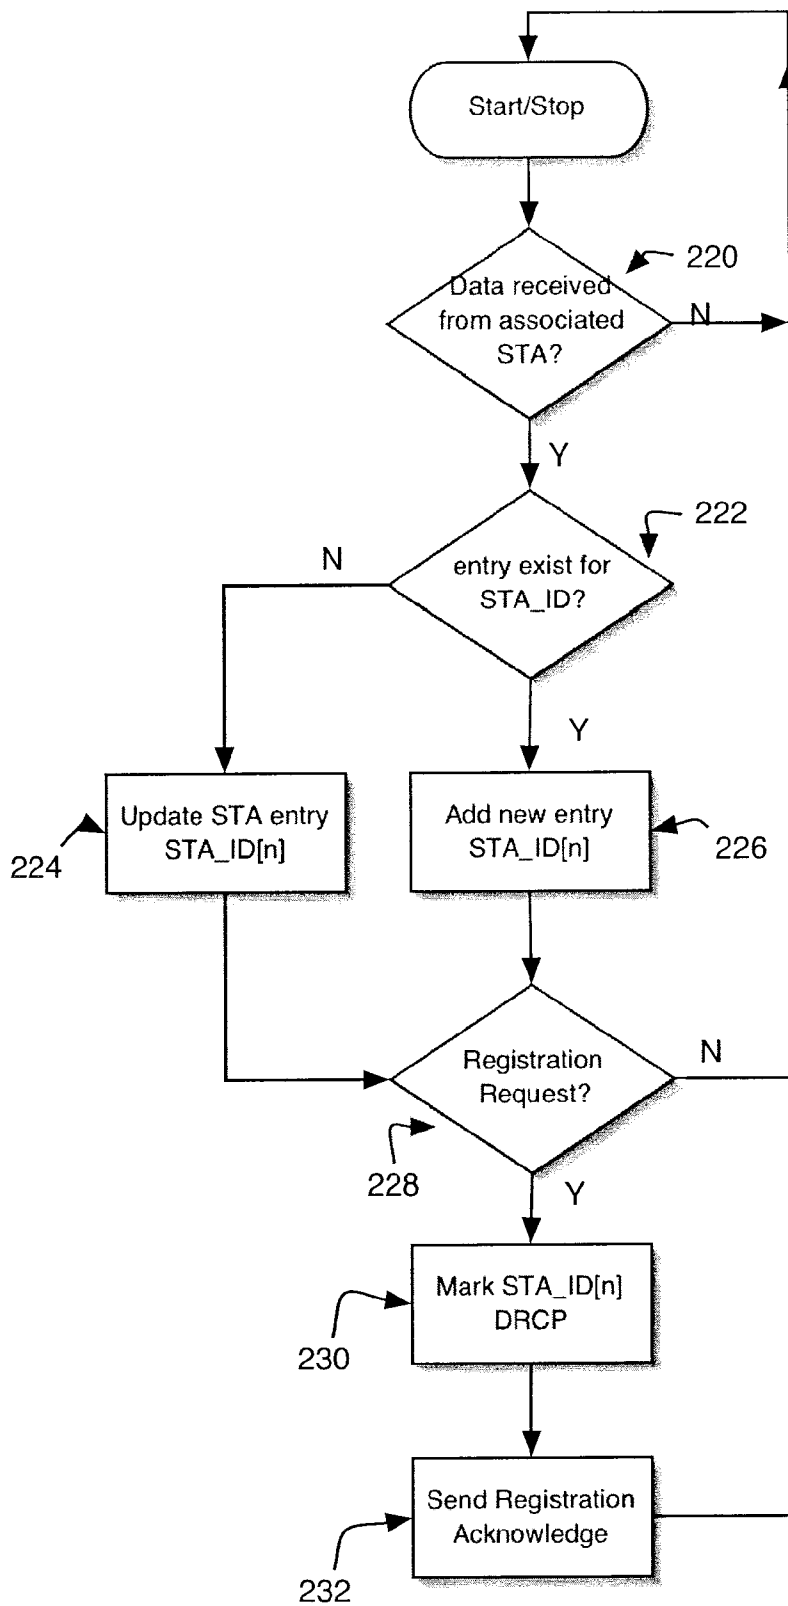 Start/Stop
220
Data received
from associated
STA?
N
Y
222
entry exist for
STA_ID?
N
Y
Update STA entry
STA_ID[n]
224
Add new entry
STA_ID[n]
226
Registration
Request?
N
228
Y
Mark STA_ID[n]
DRCP
230
Send Registration
Acknowledge
232